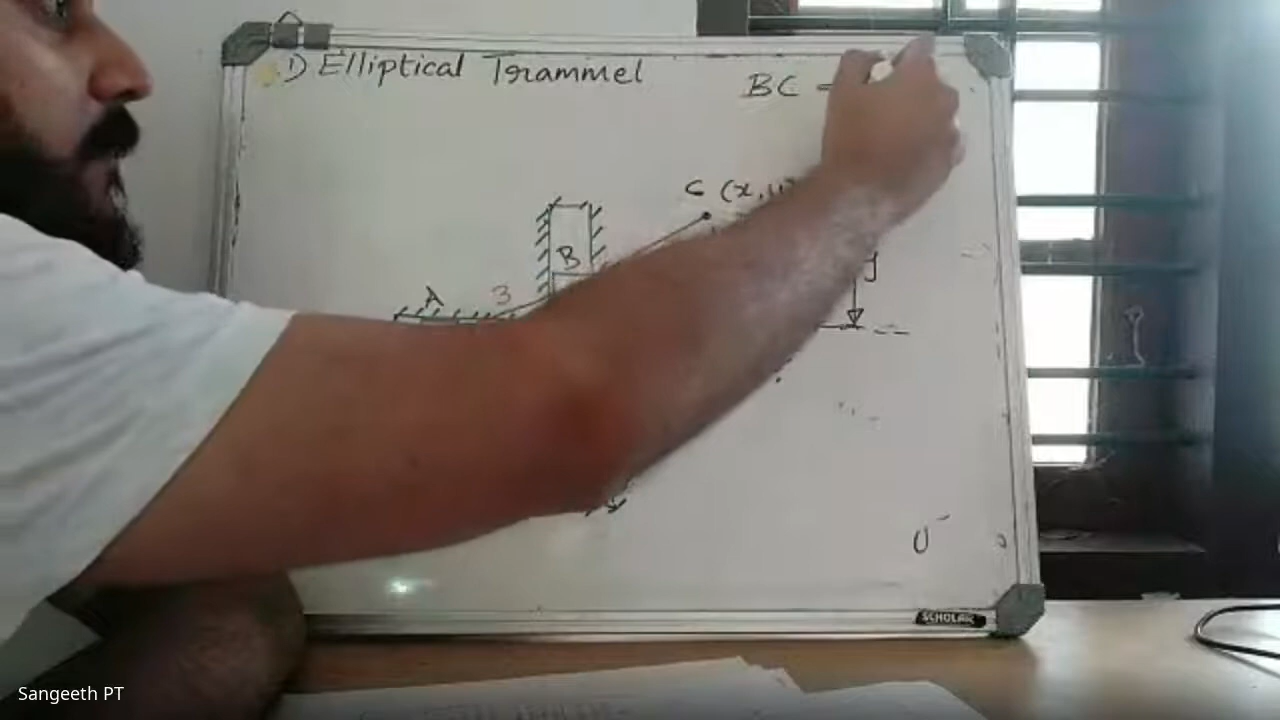 1) Elliptical Trammel
BC =
C (x,y)
B
A
3
y
SCHOLAR
Sangeeth PT